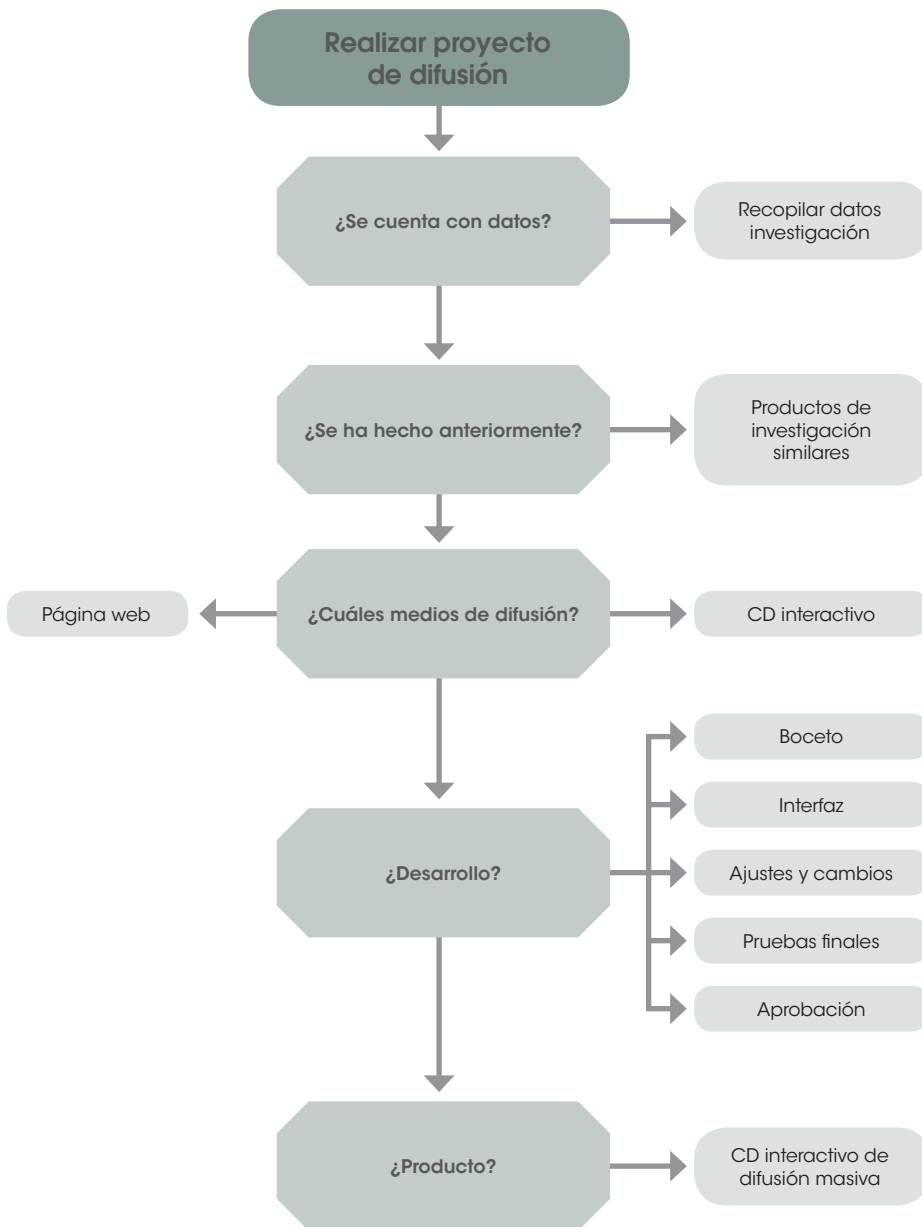 Realizar proyecto
de difusión
¿Se cuenta con datos?
Recopilar datos
investigación
¿Se ha hecho anteriormente?
Productos de
investigación
similares
Página web
¿Cuáles medios de difusión?
CD interactivo
Boceto
Interfaz
¿Desarrollo?
Ajustes y cambios
Pruebas finales
Aprobación
¿Producto?
CD interactivo de
difusión masiva